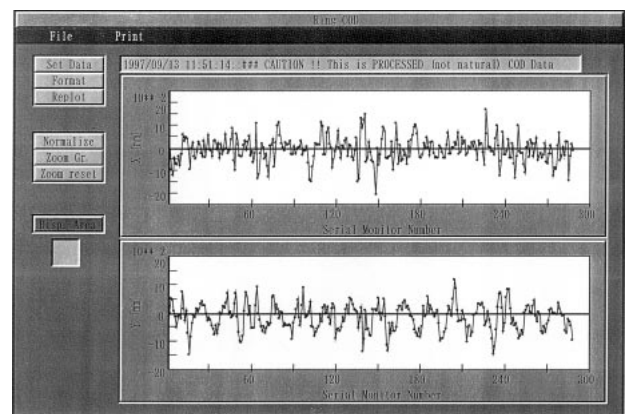 Ring COD
File Print
Set Data
Format
Replot
1997/09/13 11:51:14 :### CAUTION !! This is PROCESSED (not natural) COD Data
Normalize
Zoom Gr.
Zoom reset
Disp. Area
10** 2
20
10
0
-10
-20
60 120 180 240 300
Serial Monitor Number
10** 2
20
10
0
-10
-20
60 120 180 240 300
Serial Monitor Number